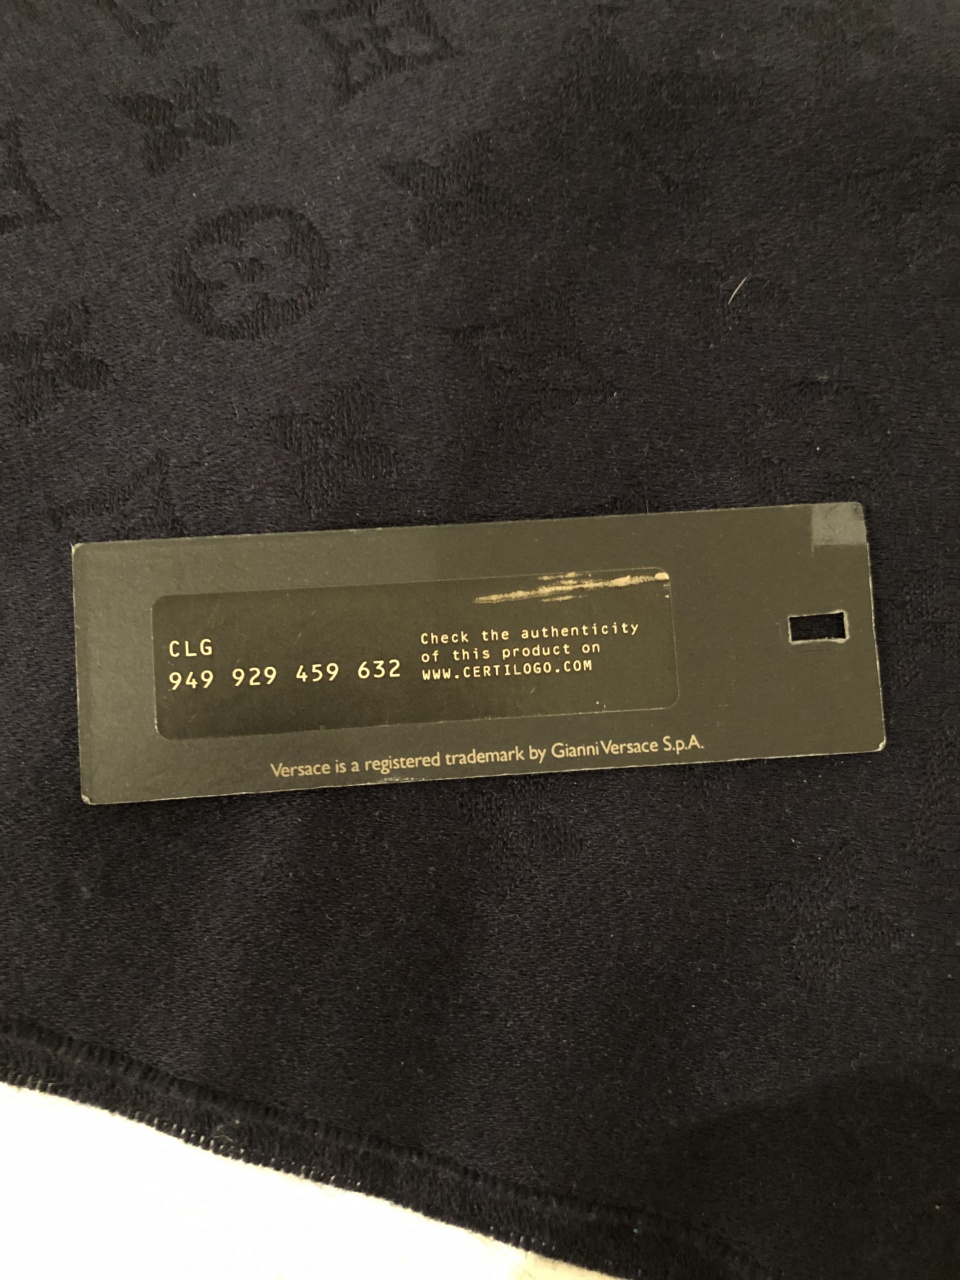 CLG
949 929 459 632
Check the authenticity
of this product on
WWW.CERTILOGO.COM
Versace is a registered trademark by Gianni Versace S.p.A.